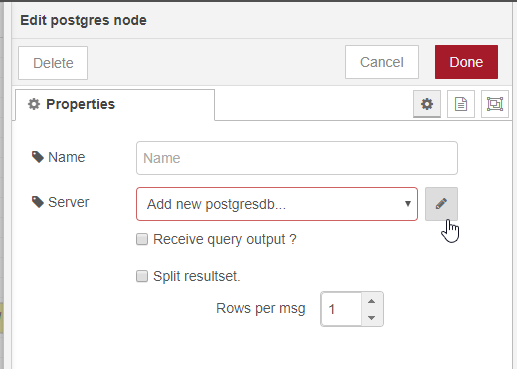 Edit postgres node
Delete
Cancel
Done
Properties
Name
Name
Server
Add new postgresdb...
Receive query output ?
Split resultset.
Rows per msg
1